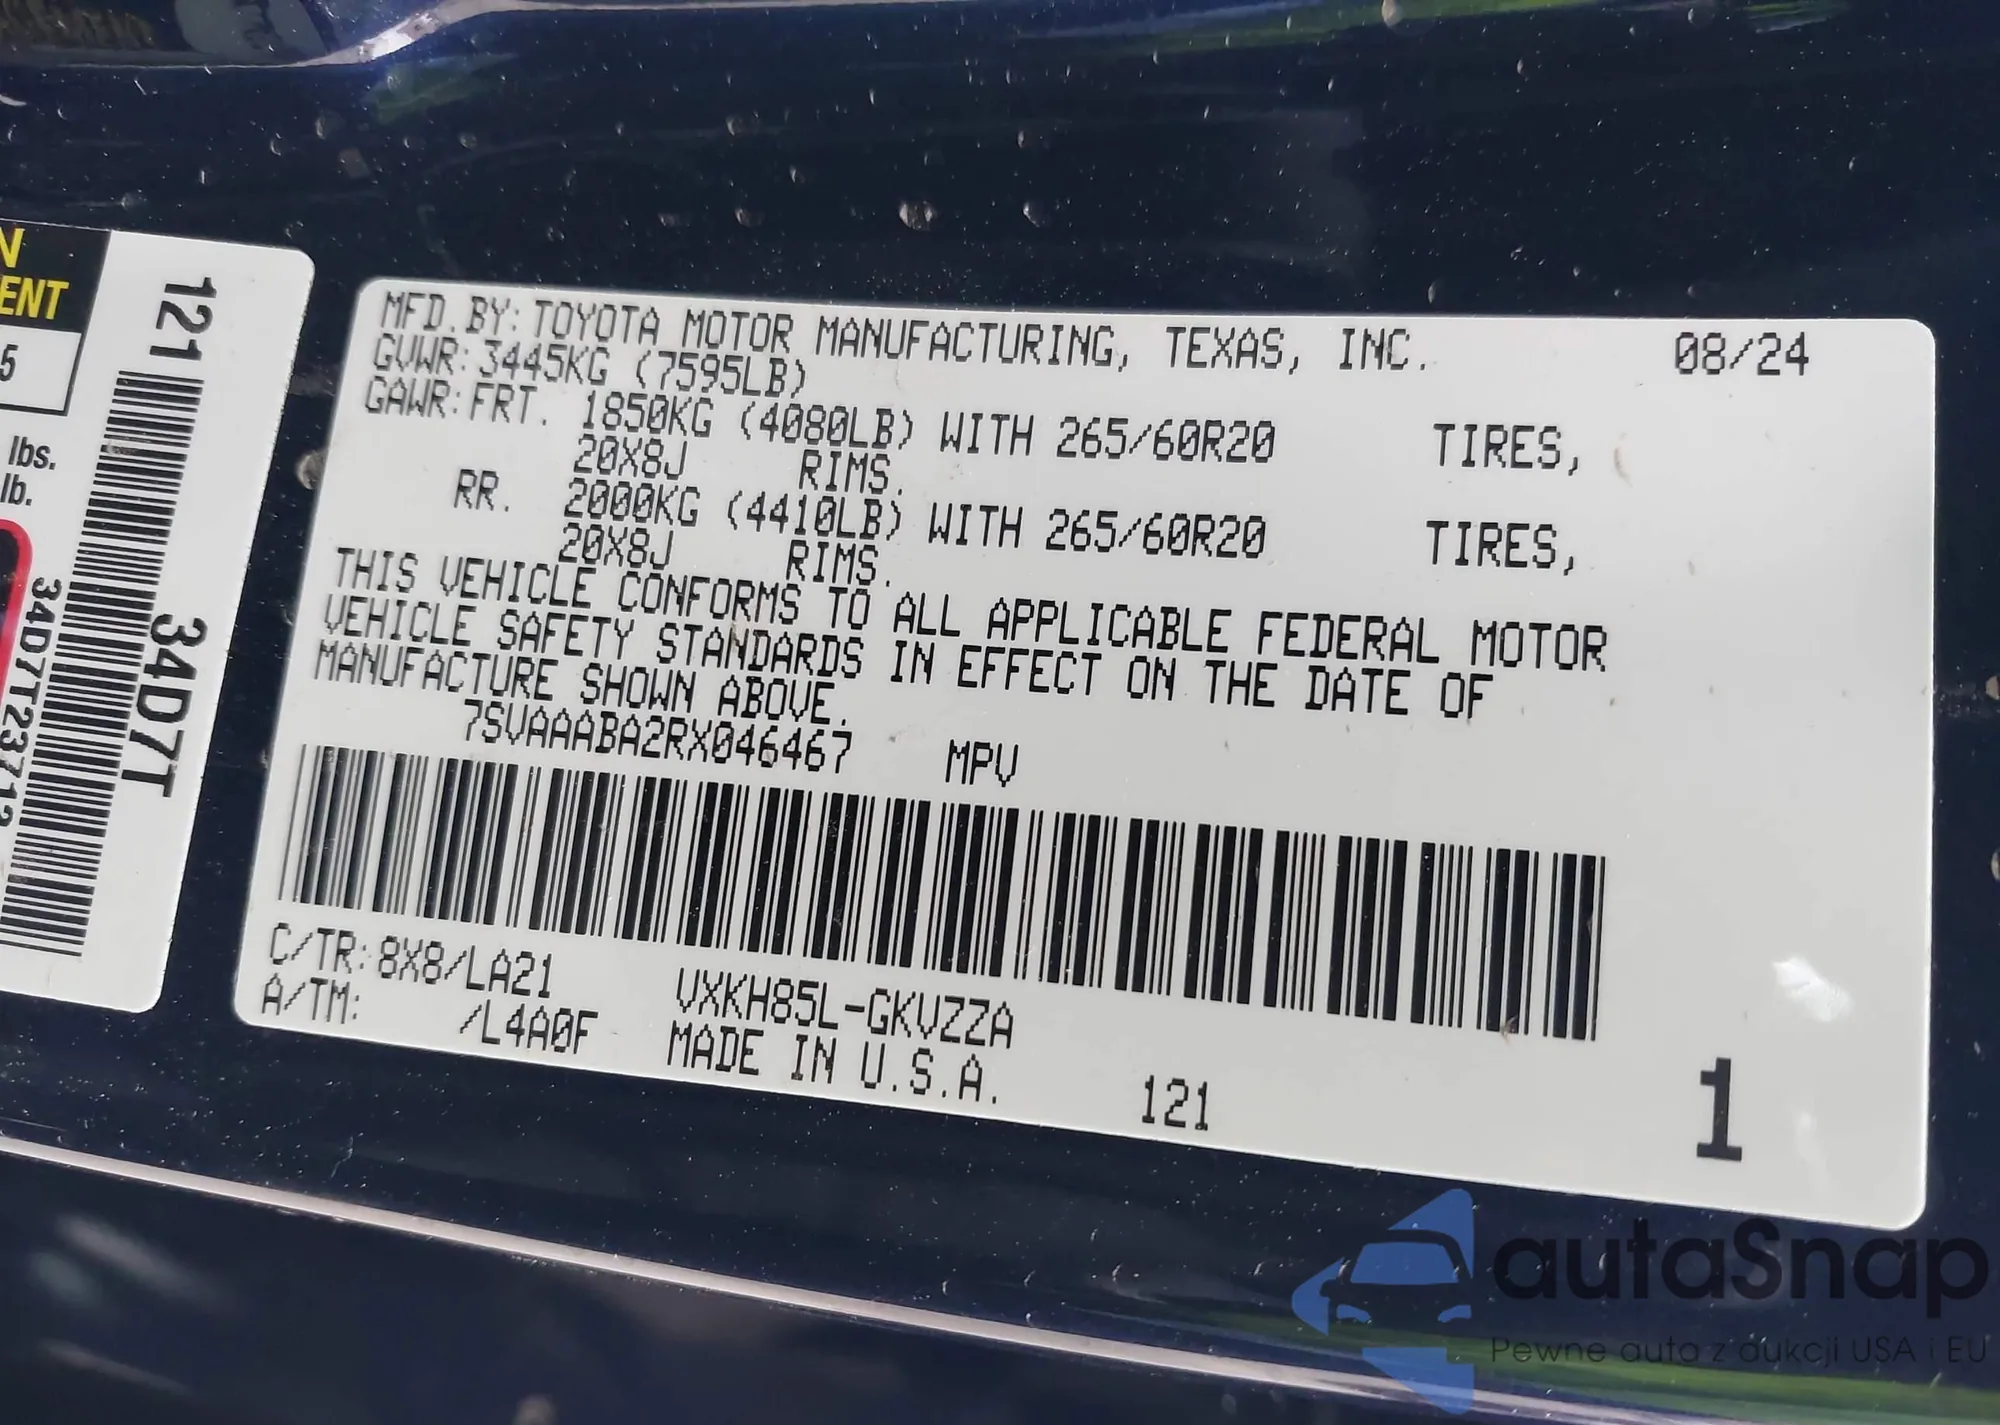 N
ENT
5
lbs.
lb.
34D7T23712
121
34D7T
MFD. BY: TOYOTA MOTOR MANUFACTURING, TEXAS, INC. 08/24
GVWR: 3445KG (7595LB)
GAWR: FRT. 1850KG (4080LB) WITH 265/60R20 TIRES,
20X8J RIMS.
RR. 2000KG (4410LB) WITH 265/60R20 TIRES,
20X8J RIMS.
THIS VEHICLE CONFORMS TO ALL APPLICABLE FEDERAL MOTOR
VEHICLE SAFETY STANDARDS IN EFFECT ON THE DATE OF
MANUFACTURE SHOWN ABOVE.
7SVAAABA2RX046467 MPV
C/TR: 8X8/LA21 VXKH85L-GKVZZA
A/TM: /L4A0F MADE IN U.S.A. 121
1
autaSnap
Pewne auta z aukcji USA i EU